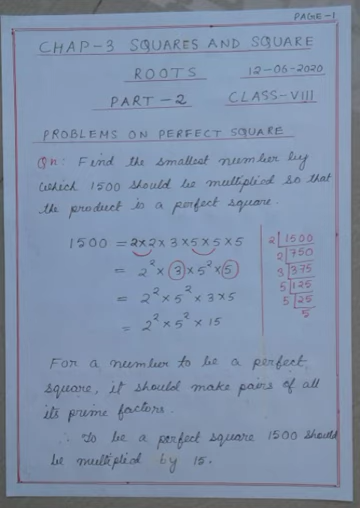 PAGE-1
CHAP-3 SQUARES AND SQUARE
ROOTS 12-06-2020
PART-2 CLASS-VIII
PROBLEMS ON PERFECT SQUARE
Qn: Find the smallest number by
which 1500 should be multiplied so that
the product is a perfect square.
1500 = 2×2×3×5×5×5
= 2² × 3 × 5² × 5
= 2² × 5² × 3 × 5
= 2² × 5² × 15
2 | 1500
2 | 750
3 | 375
5 | 125
5 | 25
5
For a number to be a perfect
square, it should make pairs of all
its prime factors.
∴ To be a perfect square 1500 should
be multiplied by 15.